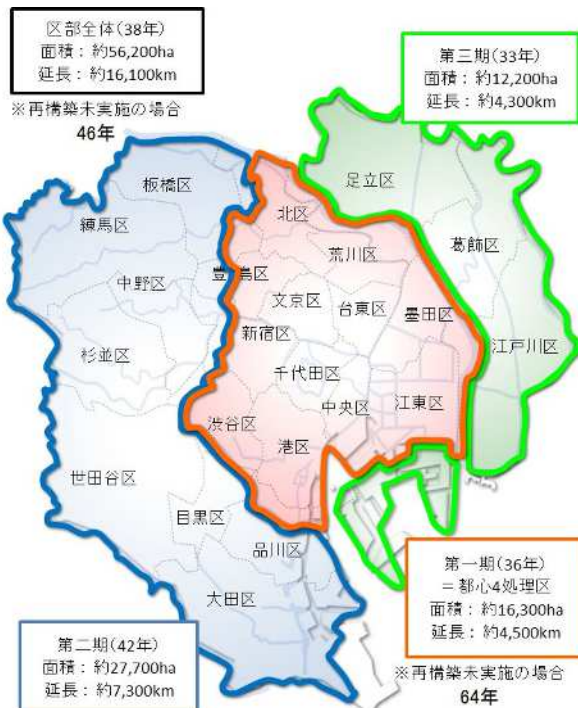 区部全体(38年)
面積：約56,200ha
延長：約16,100km
※再構築未実施の場合
46年
第三期(33年)
面積：約12,200ha
延長：約4,300km
足立区
板橋区
北区
練馬区
葛飾区
荒川区
豊島区
中野区
文京区
台東区
墨田区
新宿区
江戸川区
杉並区
千代田区
中央区
江東区
渋谷区
港区
世田谷区
目黒区
品川区
大田区
第一期(36年)
＝都心4処理区
面積：約16,300ha
延長：約4,500km
※再構築未実施の場合
64年
第二期(42年)
面積：約27,700ha
延長：約7,300km